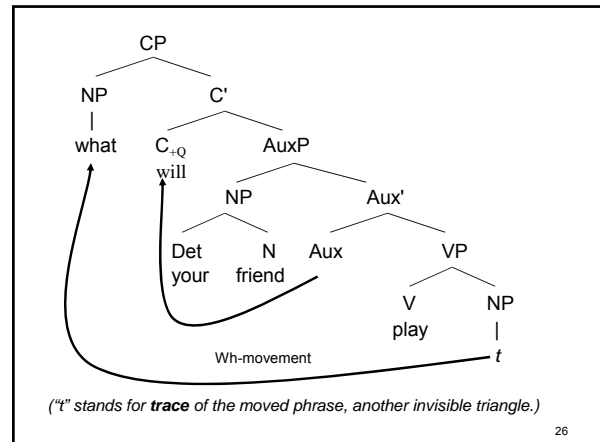 CP
NP C'
| 
what C+Q AuxP
will
NP Aux'
Det N Aux VP
your friend
V NP
play |
Wh-movement t
("t" stands for trace of the moved phrase, another invisible triangle.)
26